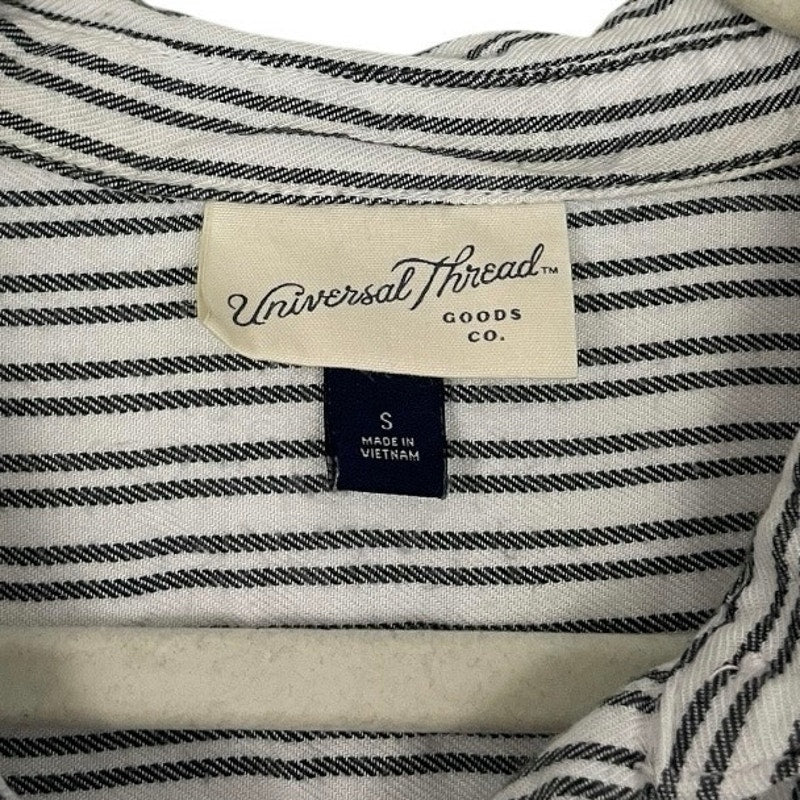 Universal Thread™
GOODS
CO.
S
MADE IN
VIETNAM